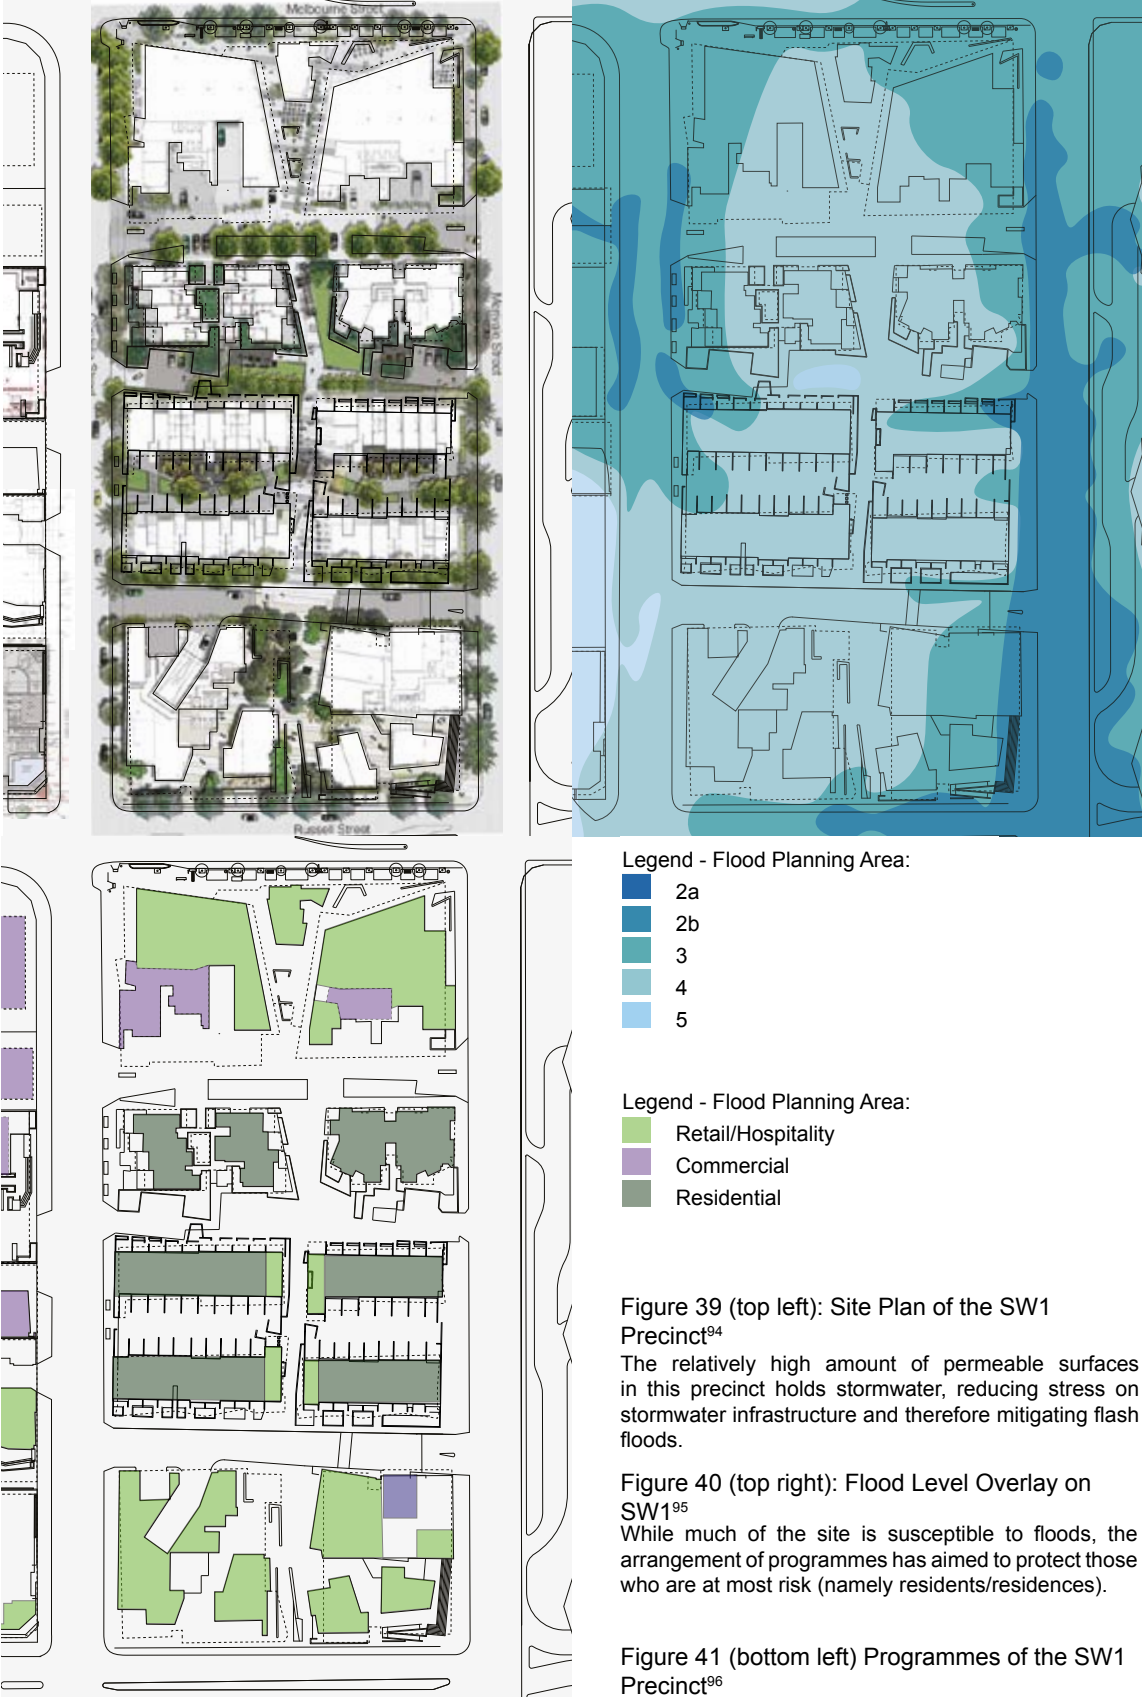 Melbourne Street
Merivale Street
Russell Street
Legend - Flood Planning Area:
2a
2b
3
4
5
Legend - Flood Planning Area:
Retail/Hospitality
Commercial
Residential
Figure 39 (top left): Site Plan of the SW1
Precinct94
The relatively high amount of permeable surfaces
in this precinct holds stormwater, reducing stress on
stormwater infrastructure and therefore mitigating flash
floods.
Figure 40 (top right): Flood Level Overlay on
SW195
While much of the site is susceptible to floods, the
arrangement of programmes has aimed to protect those
who are at most risk (namely residents/residences).
Figure 41 (bottom left) Programmes of the SW1
Precinct96